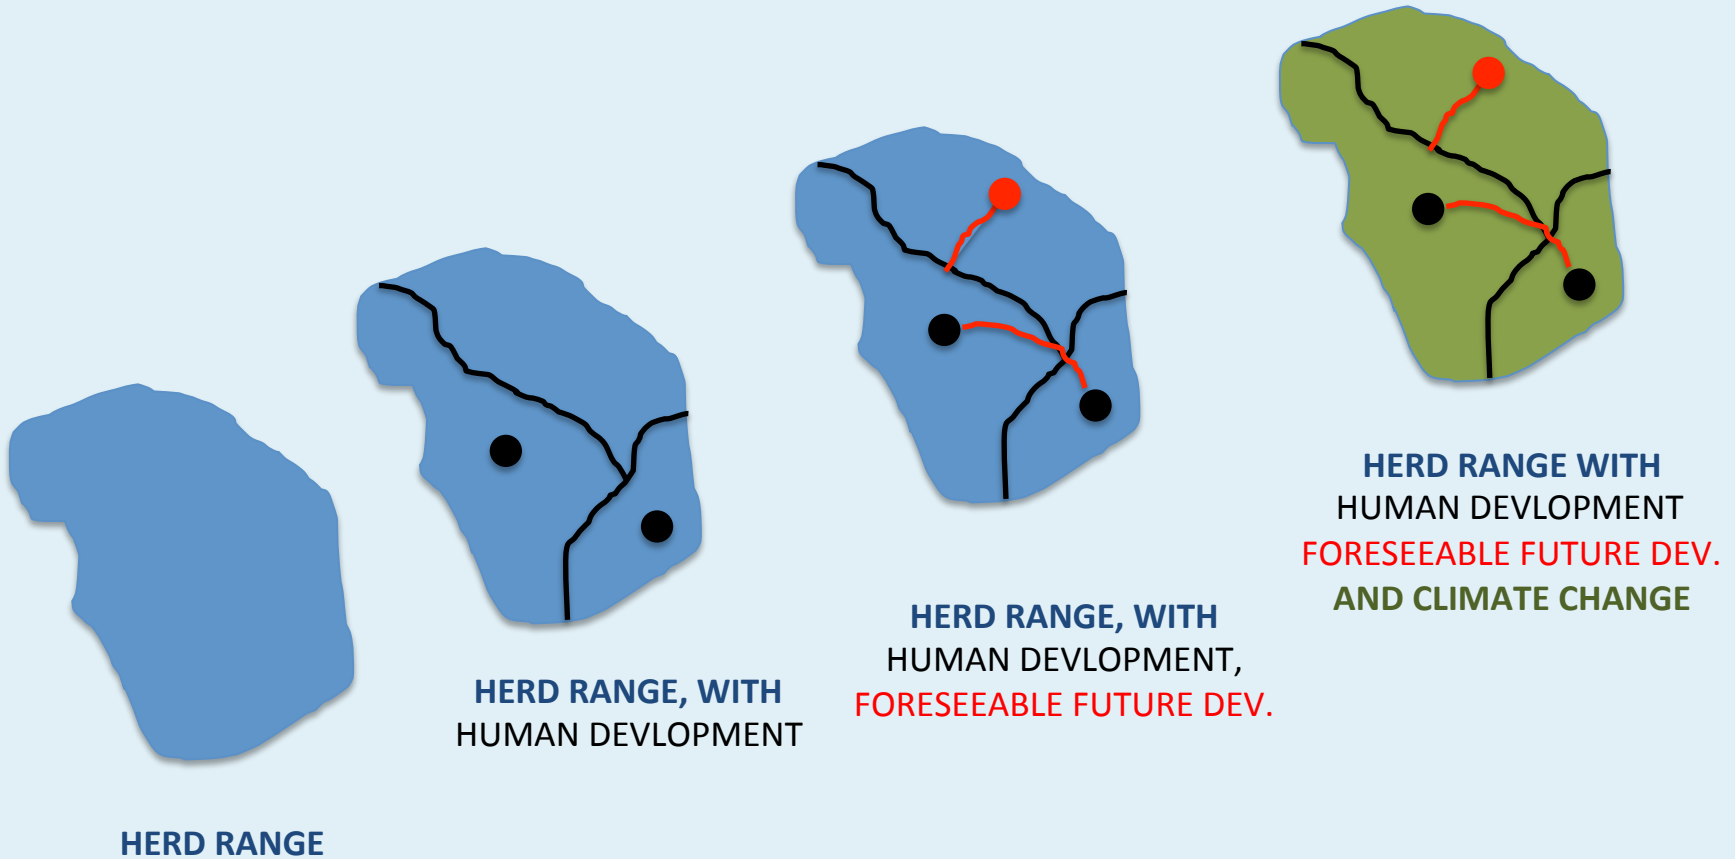 HERD RANGE
HERD RANGE, WITH
HUMAN DEVLOPMENT
HERD RANGE, WITH
HUMAN DEVLOPMENT,
FORESEEABLE FUTURE DEV.
HERD RANGE WITH
HUMAN DEVLOPMENT
FORESEEABLE FUTURE DEV.
AND CLIMATE CHANGE